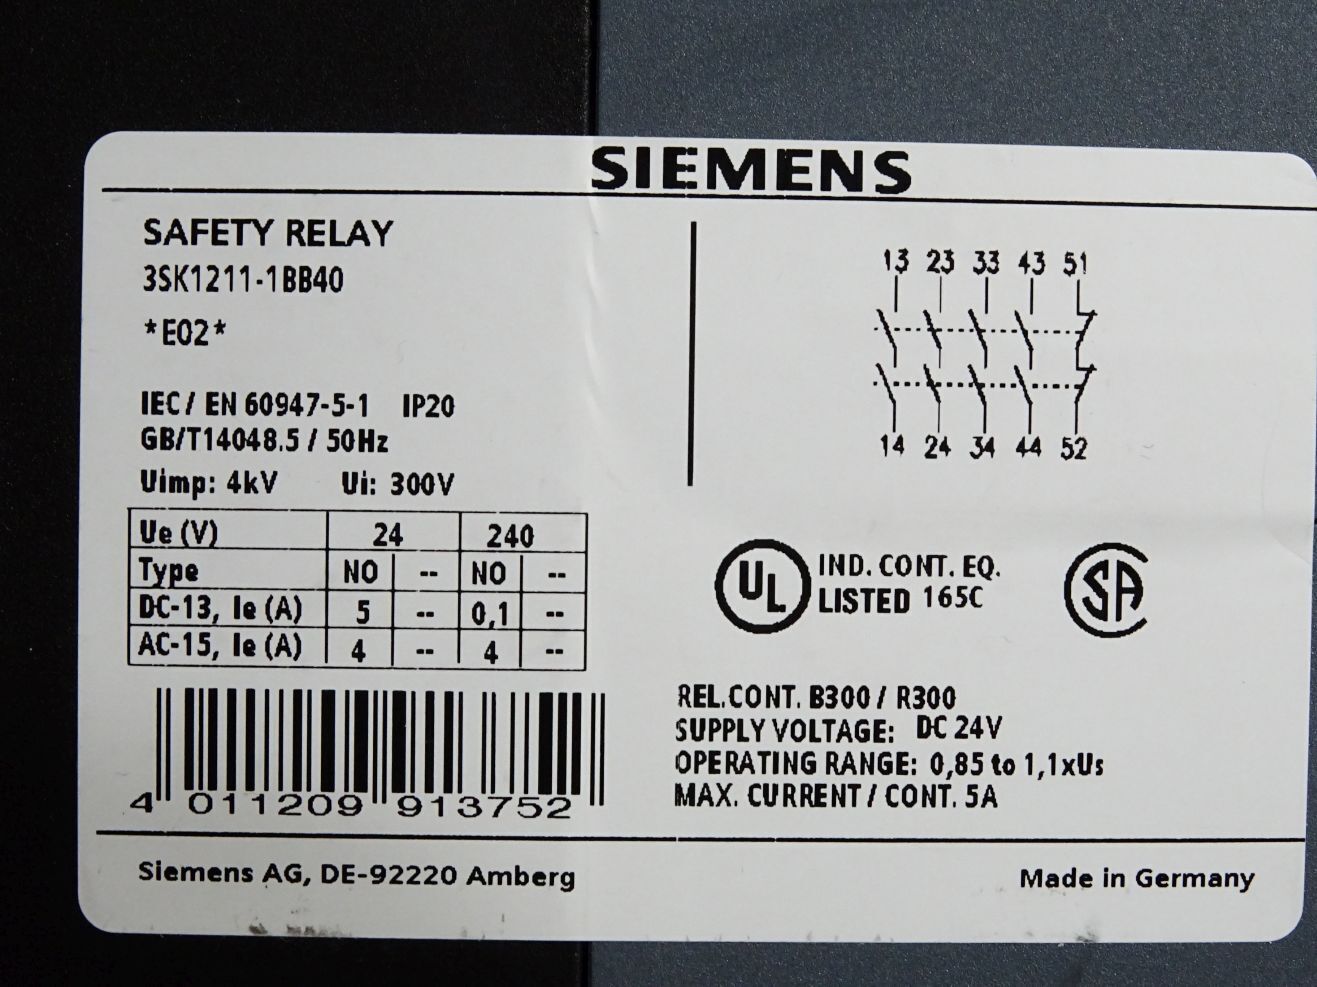 SIEMENS
SAFETY RELAY
3SK1211-1BB40
*E02*
IEC/ EN 60947-5-1 IP20
GB/T14048.5 / 50Hz
Uimp: 4kV Ui: 300V
Ue (V) 24 240
Type NO -- NO --
DC-13, Ie (A) 5 -- 0,1 --
AC-15, Ie (A) 4 -- 4 --
4 011209 913752
13 23 33 43 51
14 24 34 44 52
UL IND. CONT. EQ.
LISTED 165C
SA
REL.CONT. B300 / R300
SUPPLY VOLTAGE: DC 24V
OPERATING RANGE: 0,85 to 1,1xUs
MAX. CURRENT / CONT. 5A
Siemens AG, DE-92220 Amberg
Made in Germany